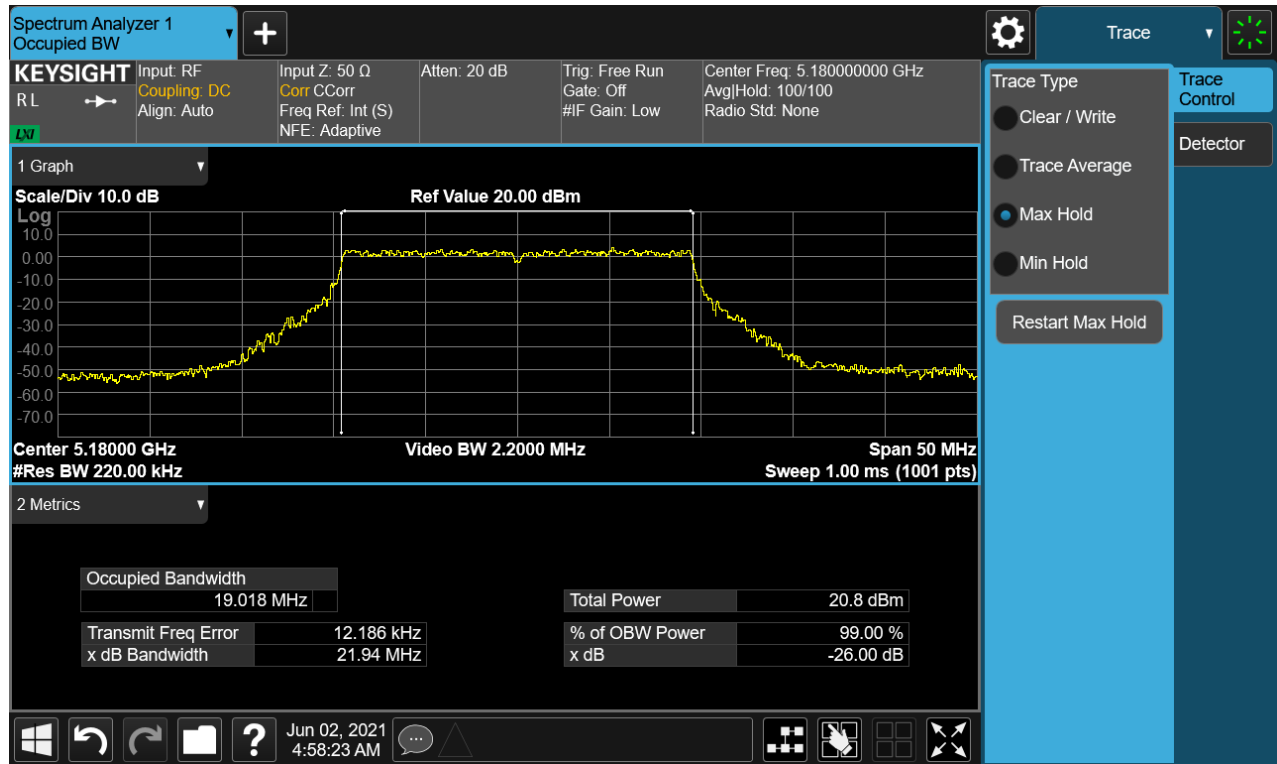 Spectrum Analyzer 1
Occupied BW
Trace
KEYSIGHT
R L
LXI
Input: RF
Coupling: DC
Align: Auto
Input Z: 50 Ω
Corr CCorr
Freq Ref: Int (S)
NFE: Adaptive
Atten: 20 dB
Trig: Free Run
Gate: Off
#IF Gain: Low
Center Freq: 5.180000000 GHz
Avg|Hold: 100/100
Radio Std: None
1 Graph
Scale/Div 10.0 dB
Ref Value 20.00 dBm
Log
10.0
0.00
-10.0
-20.0
-30.0
-40.0
-50.0
-60.0
-70.0
Center 5.18000 GHz
Video BW 2.2000 MHz
Span 50 MHz
#Res BW 220.00 kHz
Sweep 1.00 ms (1001 pts)
2 Metrics
Occupied Bandwidth
19.018 MHz
Total Power 20.8 dBm
Transmit Freq Error 12.186 kHz
% of OBW Power 99.00 %
x dB Bandwidth 21.94 MHz
x dB -26.00 dB
Trace Type
Clear / Write
Trace Average
Max Hold
Min Hold
Restart Max Hold
Trace
Control
Detector
?
Jun 02, 2021
4:58:23 AM